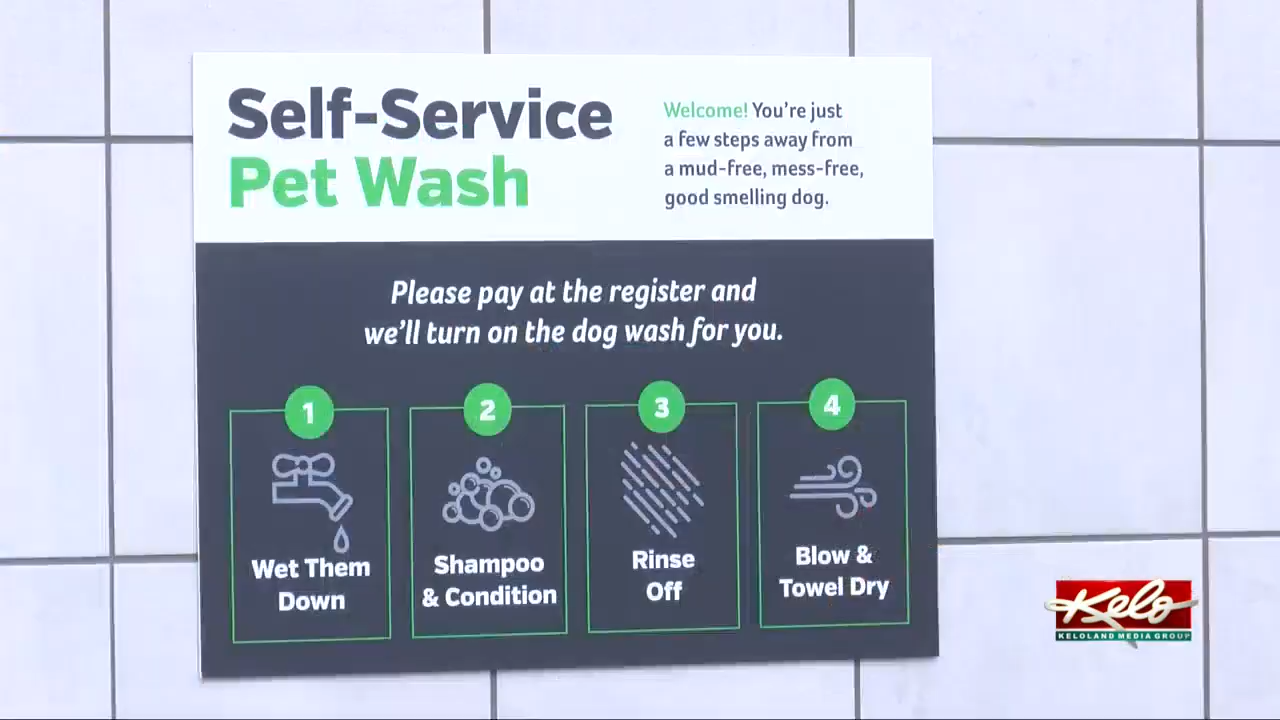 Self-Service
Pet Wash
Welcome! You're just
a few steps away from
a mud-free, mess-free,
good smelling dog.
Please pay at the register and
we'll turn on the dog wash for you.
1
Wet Them
Down
2
Shampoo
& Condition
3
Rinse
Off
4
Blow &
Towel Dry
Kelo
KELOLAND MEDIA GROUP